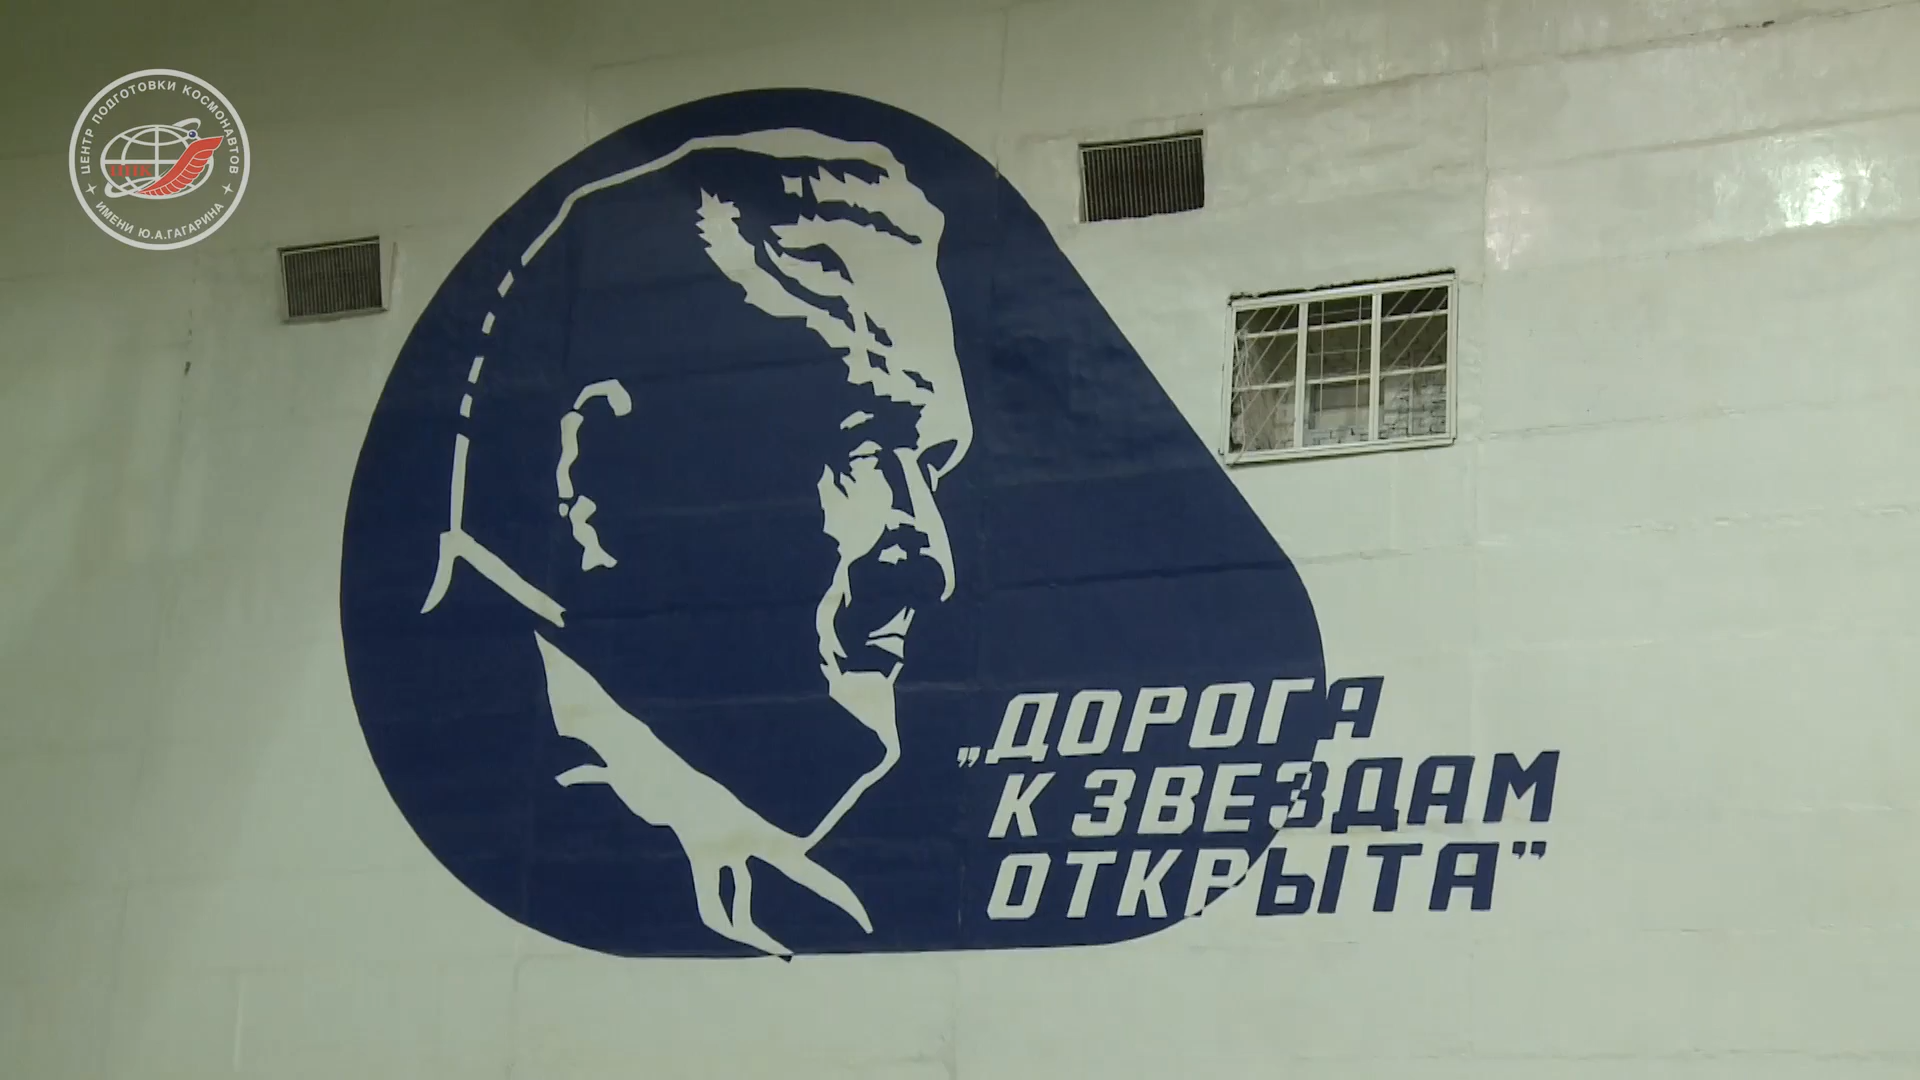 ЦЕНТР ПОДГОТОВКИ КОСМОНАВТОВ
ЦПК
ИМЕНИ Ю.А.ГАГАРИНА
„ДОРОГА
К ЗВЕЗДАМ
ОТКРЫТА”